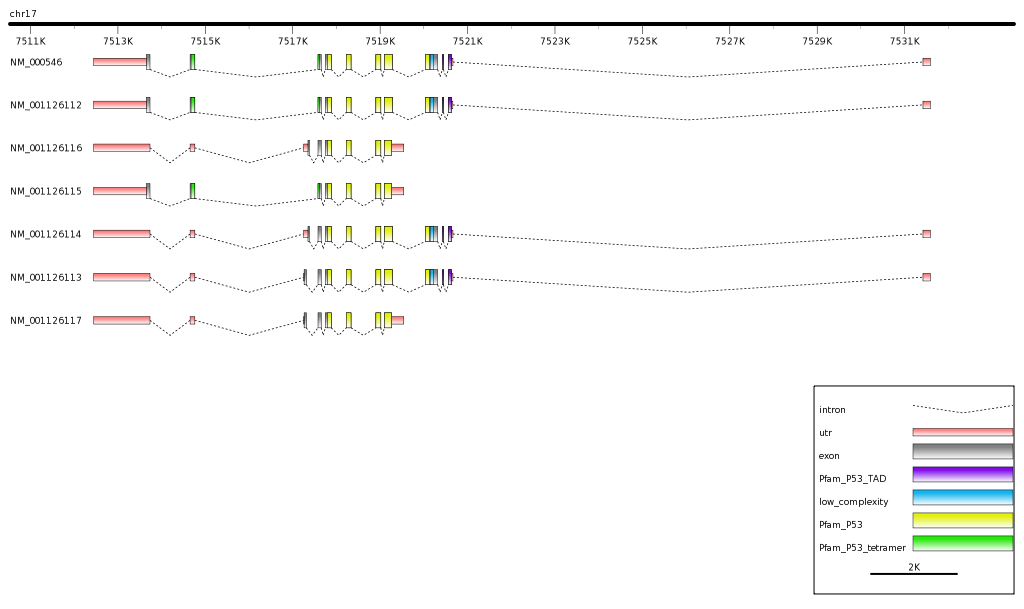 chr17
7511K 7513K 7515K 7517K 7519K 7521K 7523K 7525K 7527K 7529K 7531K
NM_000546
NM_001126112
NM_001126116
NM_001126115
NM_001126114
NM_001126113
NM_001126117
intron
utr
exon
Pfam_P53_TAD
low_complexity
Pfam_P53
Pfam_P53_tetramer
2K